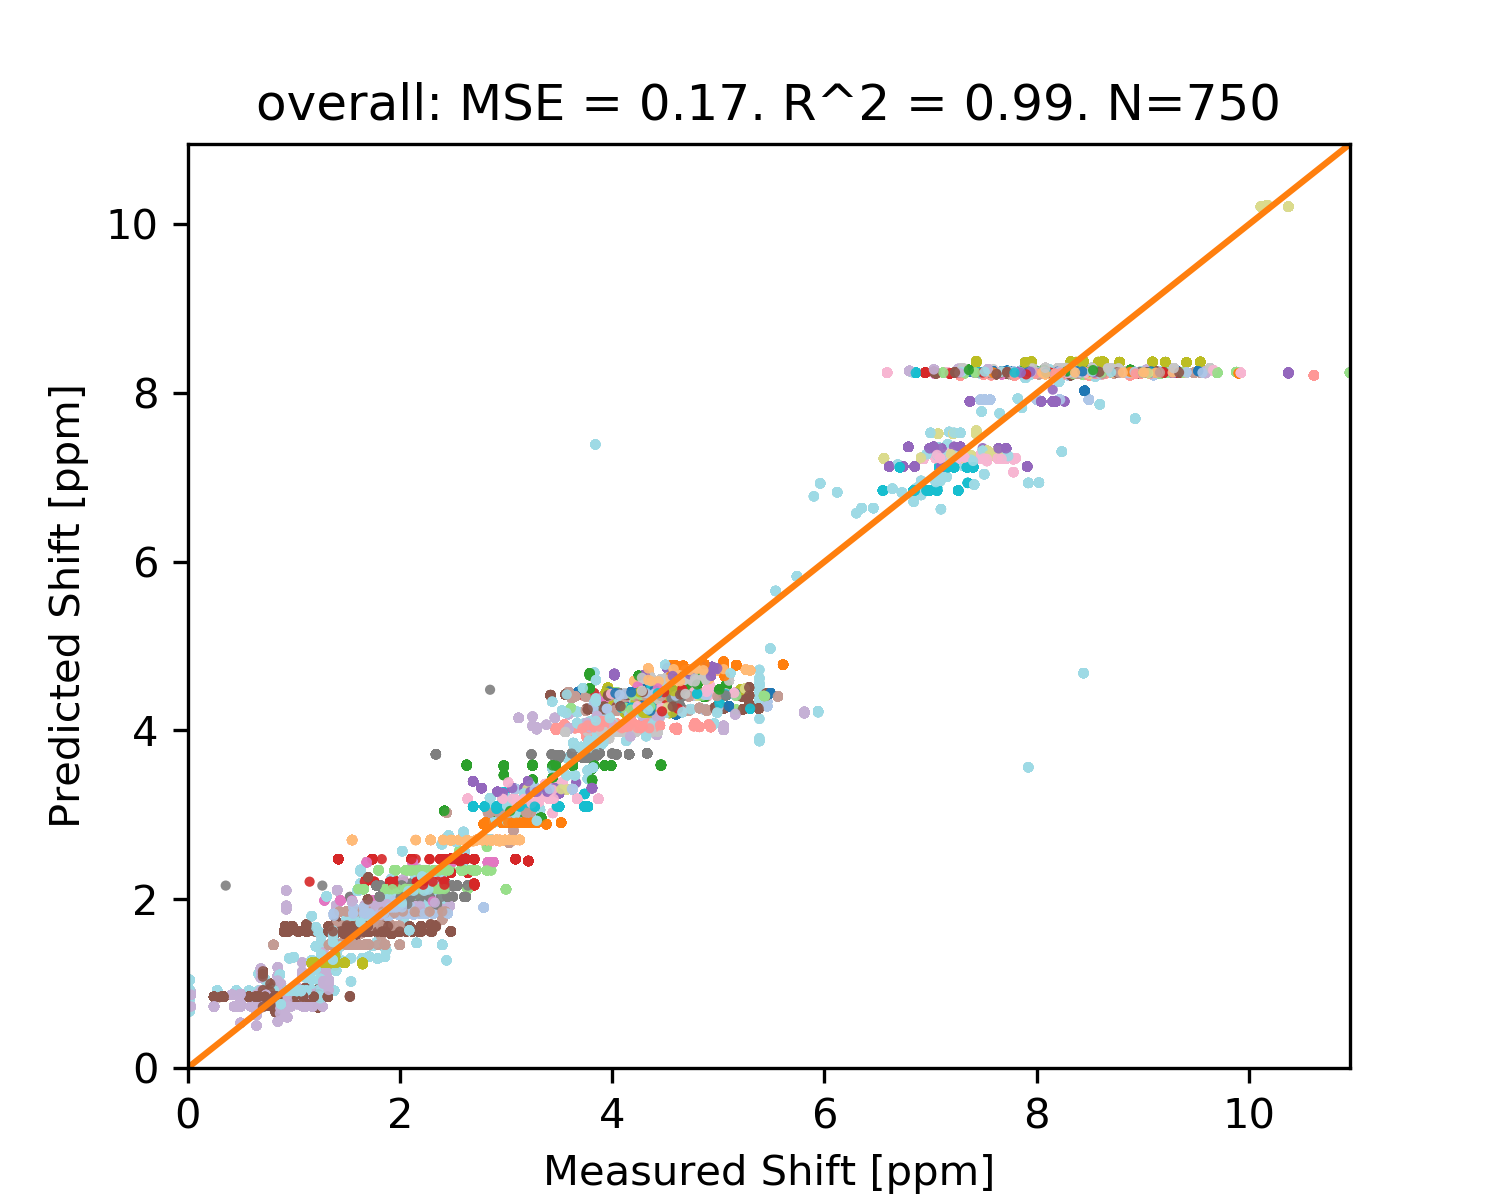 overall: MSE = 0.17. R^2 = 0.99. N=750
10
8
6
4
2
0
Predicted Shift [ppm]
0 2 4 6 8 10
Measured Shift [ppm]